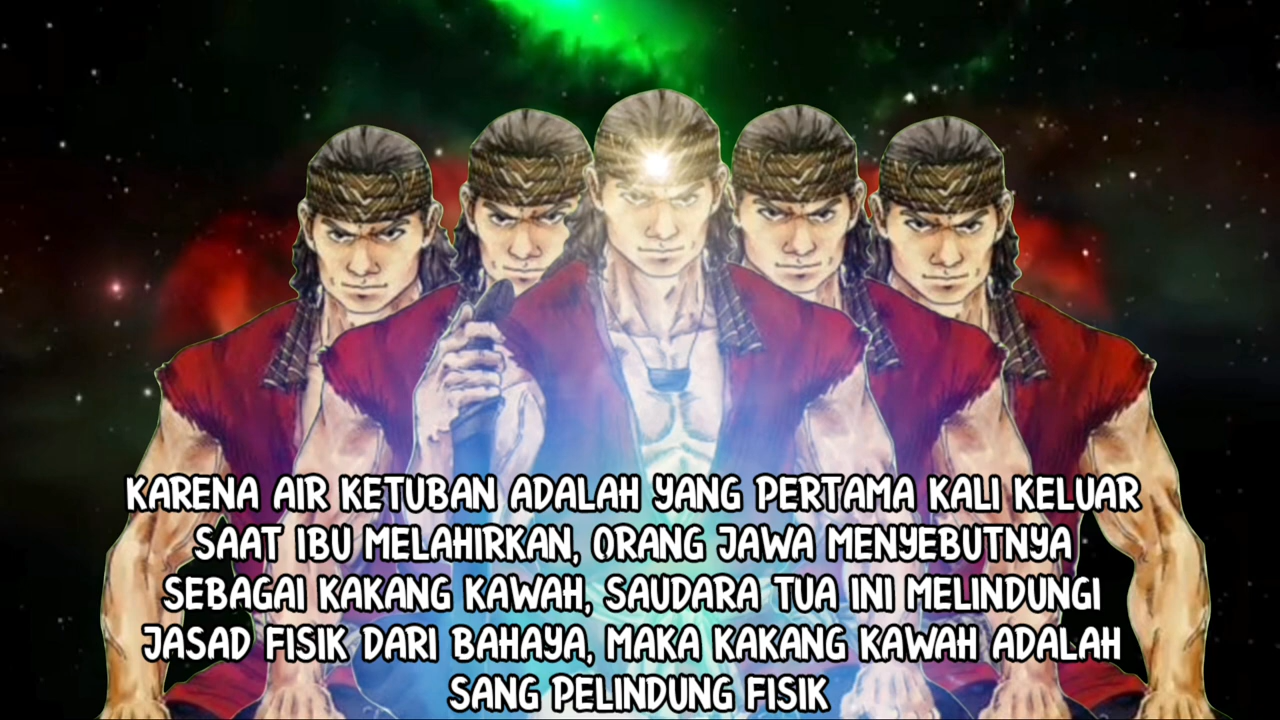 KARENA AIR KETUBAN ADALAH YANG PERTAMA KALI KELUAR
SAAT IBU MELAHIRKAN, ORANG JAWA MENYEBUTNYA
SEBAGAI KAKANG KAWAH, SAUDARA TUA INI MELINDUNGI
JASAD FISIK DARI BAHAYA, MAKA KAKANG KAWAH ADALAH
SANG PELINDUNG FISIK